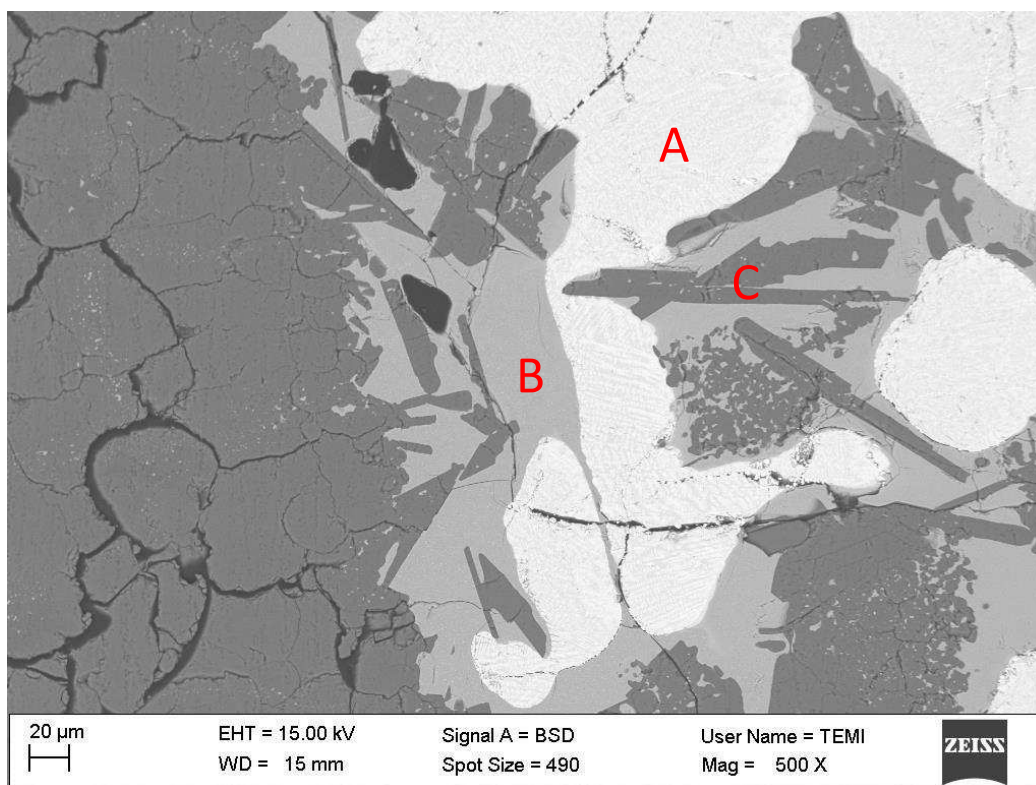 A
C
B
20 µm
EHT = 15.00 kV
Signal A = BSD
User Name = TEMI
WD = 15 mm
Spot Size = 490
Mag = 500 X
ZEISS